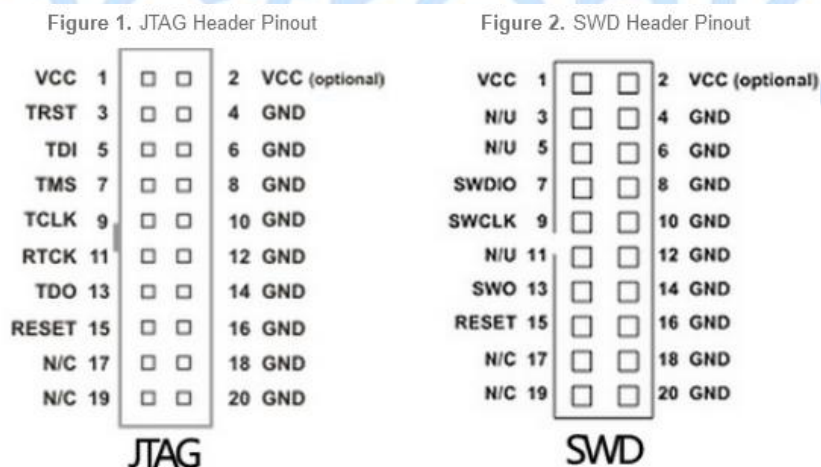 Figure 1. JTAG Header Pinout
VCC 1 2 VCC (optional)
TRST 3 4 GND
TDI 5 6 GND
TMS 7 8 GND
TCLK 9 10 GND
RTCK 11 12 GND
TDO 13 14 GND
RESET 15 16 GND
N/C 17 18 GND
N/C 19 20 GND
JTAG
Figure 2. SWD Header Pinout
VCC 1 2 VCC (optional)
N/U 3 4 GND
N/U 5 6 GND
SWDIO 7 8 GND
SWCLK 9 10 GND
N/U 11 12 GND
SWO 13 14 GND
RESET 15 16 GND
N/C 17 18 GND
N/C 19 20 GND
SWD